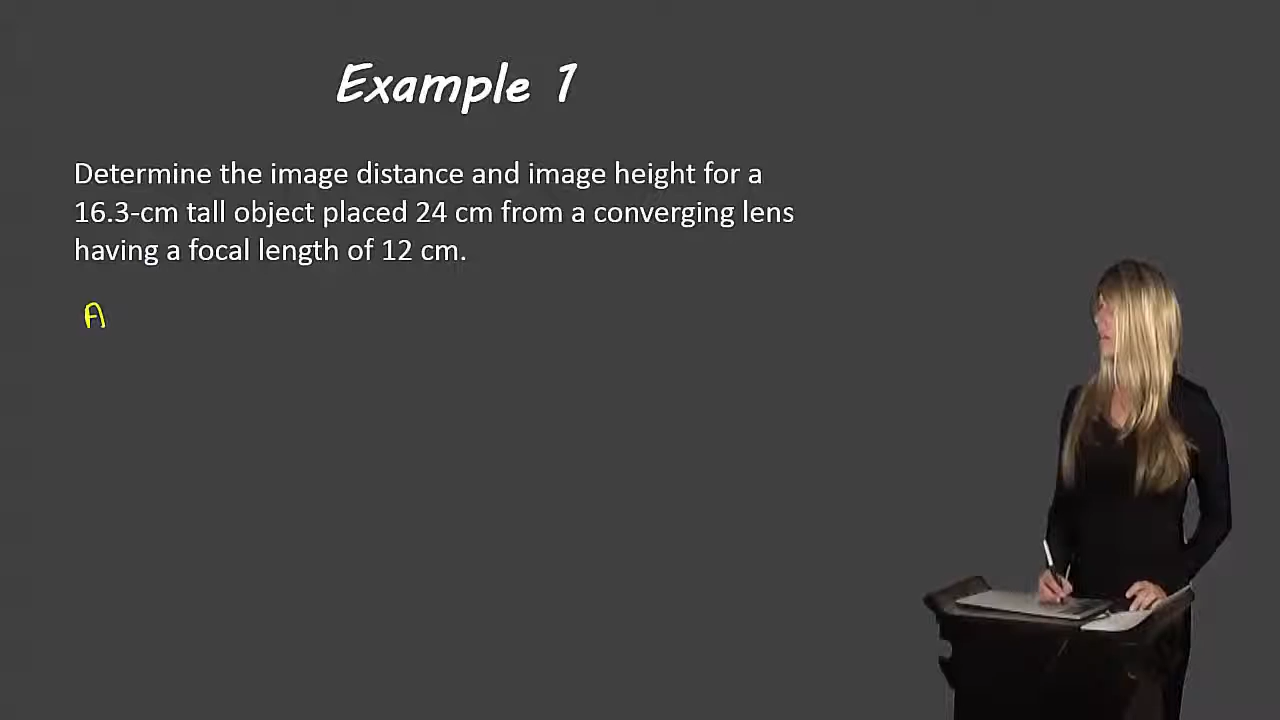 Example 1
Determine the image distance and image height for a
16.3-cm tall object placed 24 cm from a converging lens
having a focal length of 12 cm.
A